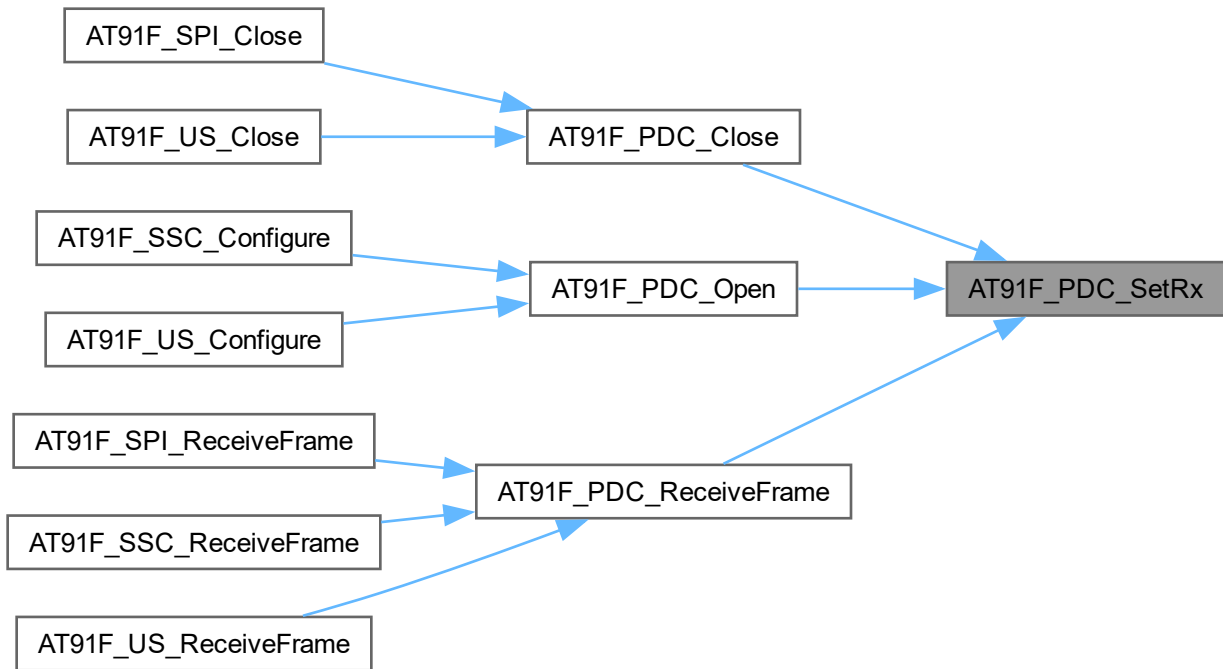 AT91F_SPI_Close
AT91F_US_Close
AT91F_PDC_Close
AT91F_SSC_Configure
AT91F_PDC_Open
AT91F_PDC_SetRx
AT91F_US_Configure
AT91F_SPI_ReceiveFrame
AT91F_PDC_ReceiveFrame
AT91F_SSC_ReceiveFrame
AT91F_US_ReceiveFrame